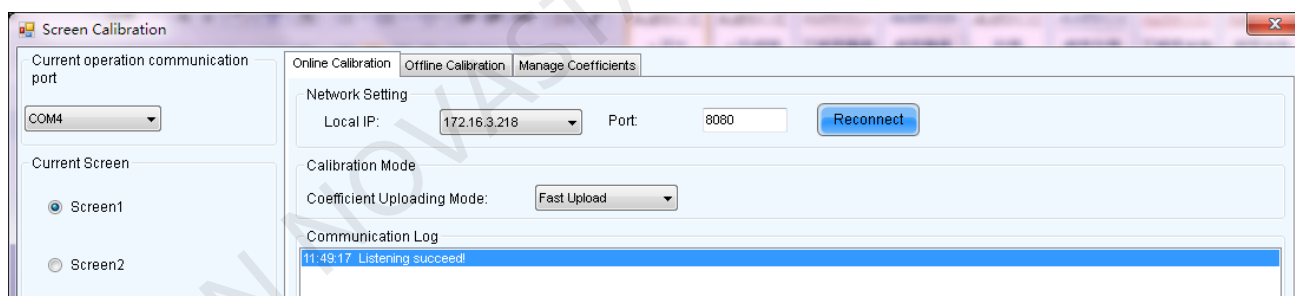 Screen Calibration
Current operation communication
port
COM4
Current Screen
Screen1
Screen2
Online Calibration Offline Calibration Manage Coefficients
Network Setting
Local IP: 172.16.3.218 Port: 8080 Reconnect
Calibration Mode
Coefficient Uploading Mode: Fast Upload
Communication Log
11:49:17 Listening succeed!